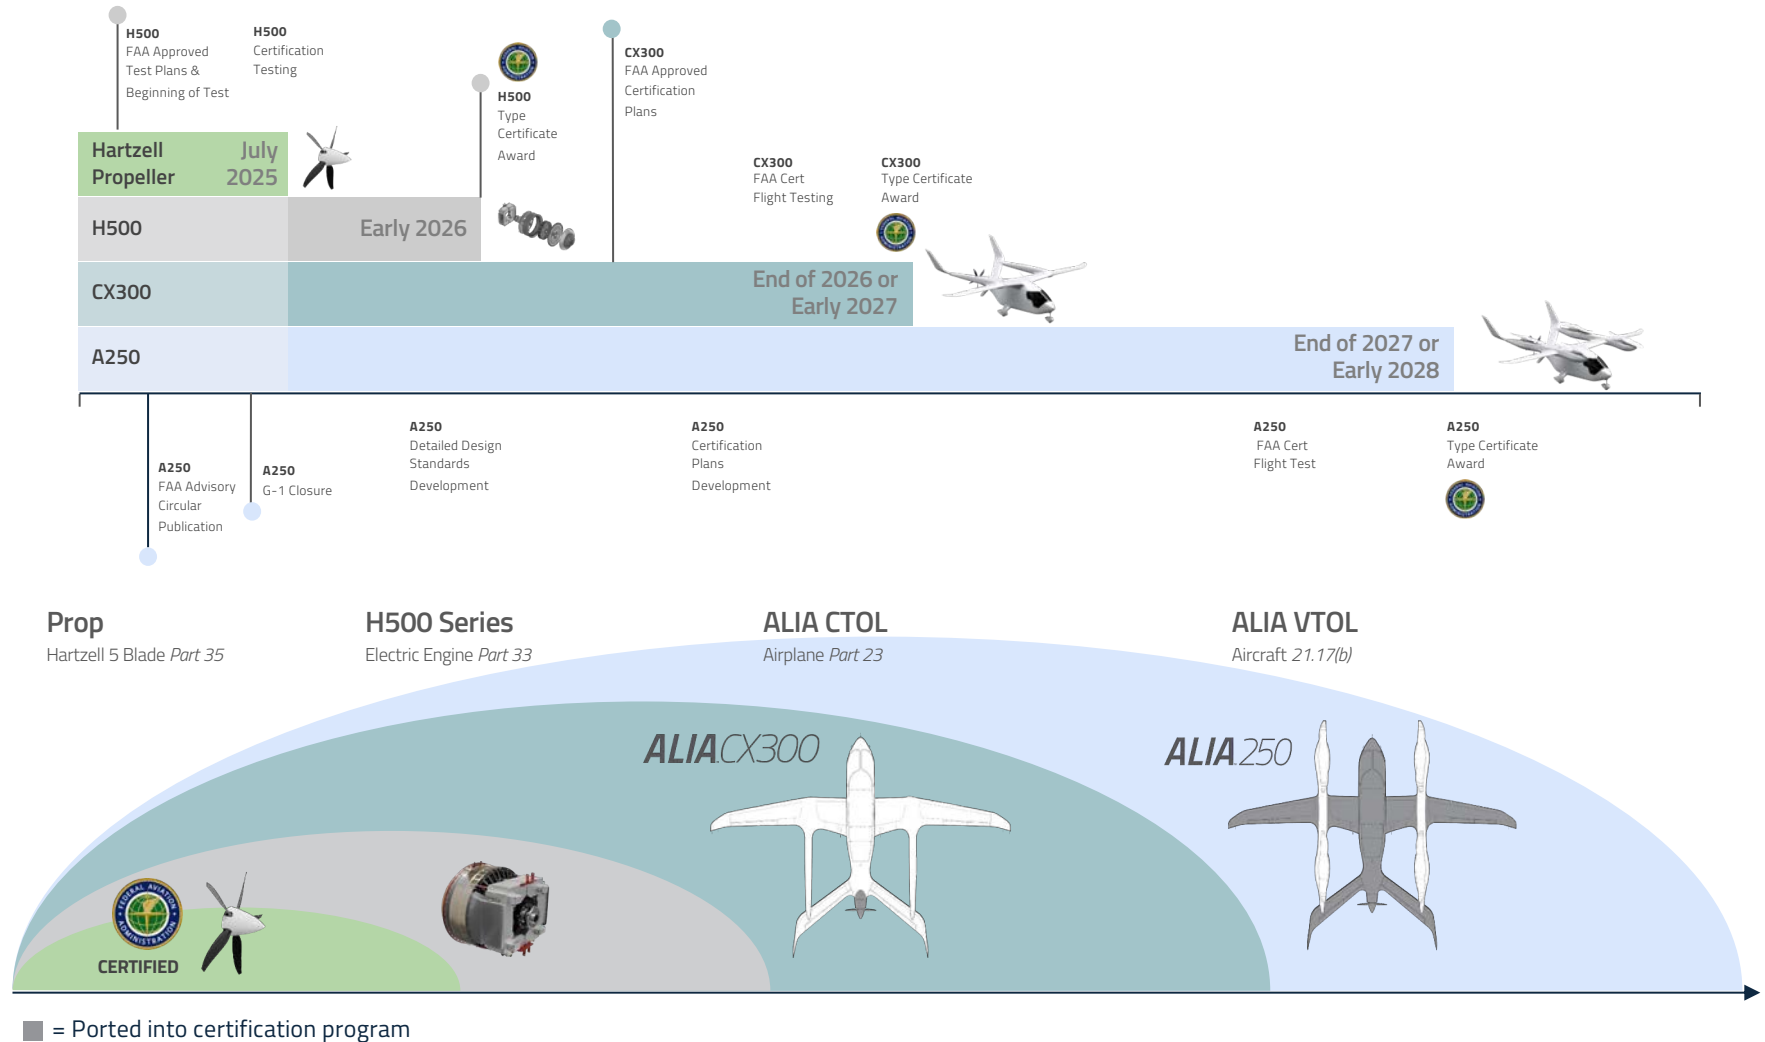 H500
FAA Approved
Test Plans &
Beginning of Test
H500
Certification
Testing
H500
Type
Certificate
Award
CX300
FAA Approved
Certification
Plans
CX300
FAA Cert
Flight Testing
CX300
Type Certificate
Award
Hartzell
Propeller
July
2025
H500
Early 2026
CX300
End of 2026 or
Early 2027
A250
End of 2027 or
Early 2028
A250
FAA Advisory
Circular
Publication
A250
G-1 Closure
A250
Detailed Design
Standards
Development
A250
Certification
Plans
Development
A250
FAA Cert
Flight Test
A250
Type Certificate
Award
Prop
Hartzell 5 Blade Part 35
H500 Series
Electric Engine Part 33
ALIA CTOL
Airplane Part 23
ALIA VTOL
Aircraft 21.17(b)
ALIA CX300
ALIA 250
FEDERAL AVIATION
ADMINISTRATION
CERTIFIED
= Ported into certification program